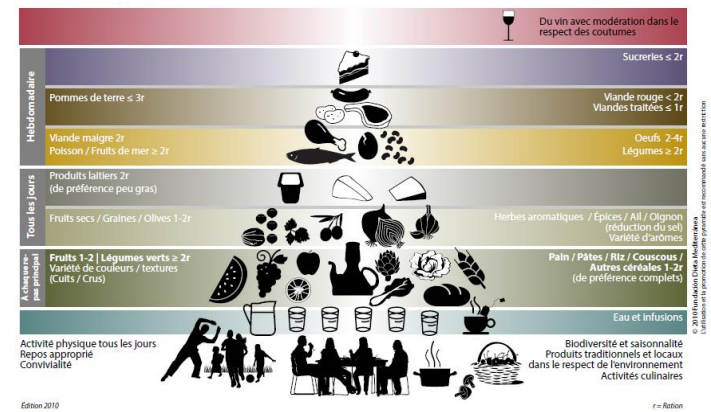 Du vin avec modération dans le
respect des coutumes
Hebdomadaire
Sucreries ≤ 2r
Pommes de terre ≤ 3r
Viande rouge < 2r
Viandes traitées ≤ 1r
Viande maigre 2r
Poisson / Fruits de mer ≥ 2r
Oeufs 2-4r
Légumes ≥ 2r
Tous les jours
Produits laitiers 2r
(de préférence peu gras)
Fruits secs / Graines / Olives 1-2r
Herbes aromatiques / Épices / Ail / Oignon
(réduction du sel)
Variété d'arômes
À chaque re-
pas principal
Fruits 1-2 | Légumes verts ≥ 2r
Variété de couleurs / textures
(Cuits / Crus)
Pain / Pâtes / Riz / Couscous /
Autres céréales 1-2r
(de préférence complets)
Eau et infusions
Activité physique tous les jours
Repos approprié
Convivialité
Biodiversité et saisonnalité
Produits traditionnels et locaux
dans le respect de l'environnement
Activités culinaires
Édition 2010
r = Ration
© 2010 Fundación Dieta Mediterránea
L'utilisation et la promotion de cette pyramide est recommandé sans aucune restriction